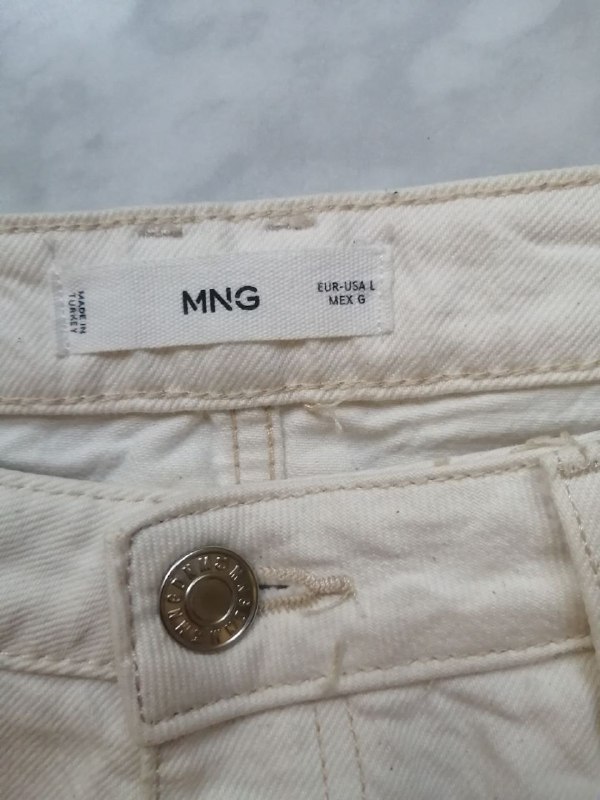 MADE IN
TURKEY
MNG
EUR-USA L
MEX G